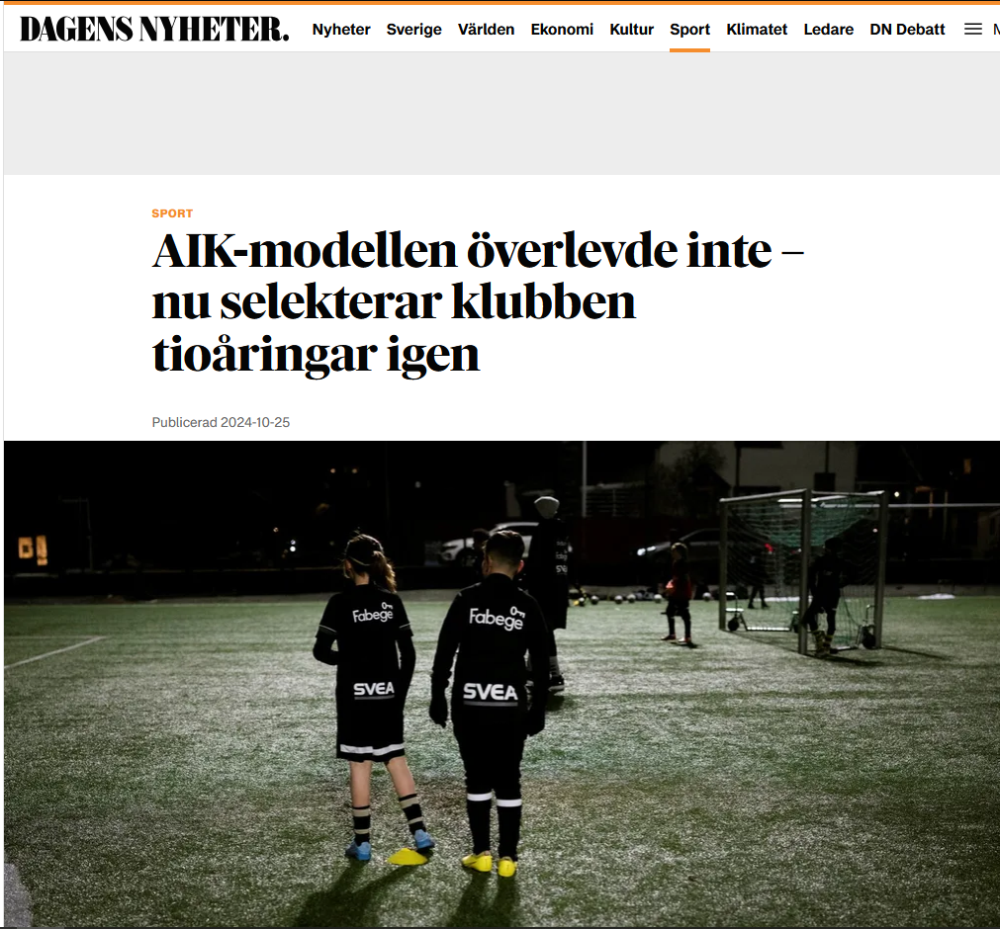 DAGENS NYHETER.
Nyheter Sverige Världen Ekonomi Kultur Sport Klimatet Ledare DN Debatt
SPORT
AIK-modellen överlevde inte –
nu selekterar klubben
tioåringar igen
Publicerad 2024-10-25
Fabege
Fabege
SVEA
SVEA